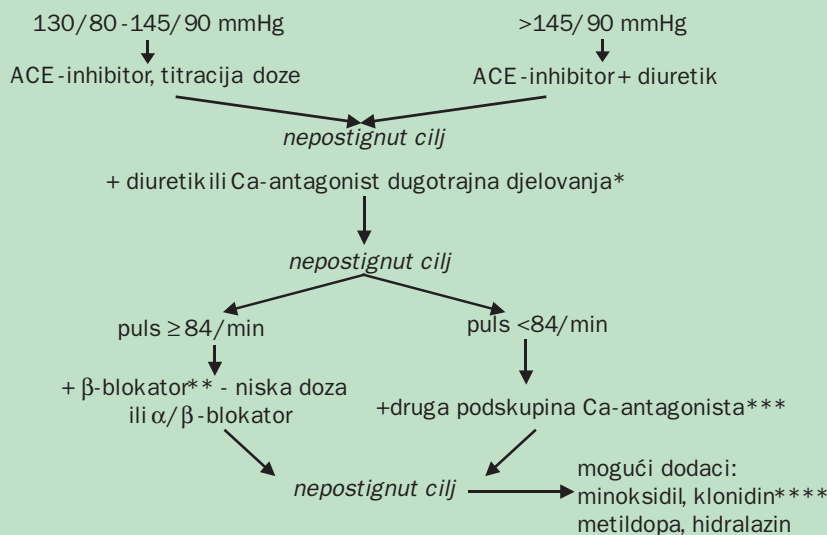 130/80-145/90 mmHg
>145/90 mmHg
ACE-inhibitor, titracija doze
ACE-inhibitor + diuretik
nepostignut cilj
+ diuretik ili Ca-antagonist dugotrajna djelovanja*
nepostignut cilj
puls ≥ 84/min
puls <84/min
+ β-blokator** - niska doza
ili α/β-blokator
+druga podskupina Ca-antagonista***
nepostignut cilj
mogući dodaci:
minoksidil, klonidin****
metildopa, hidralazin